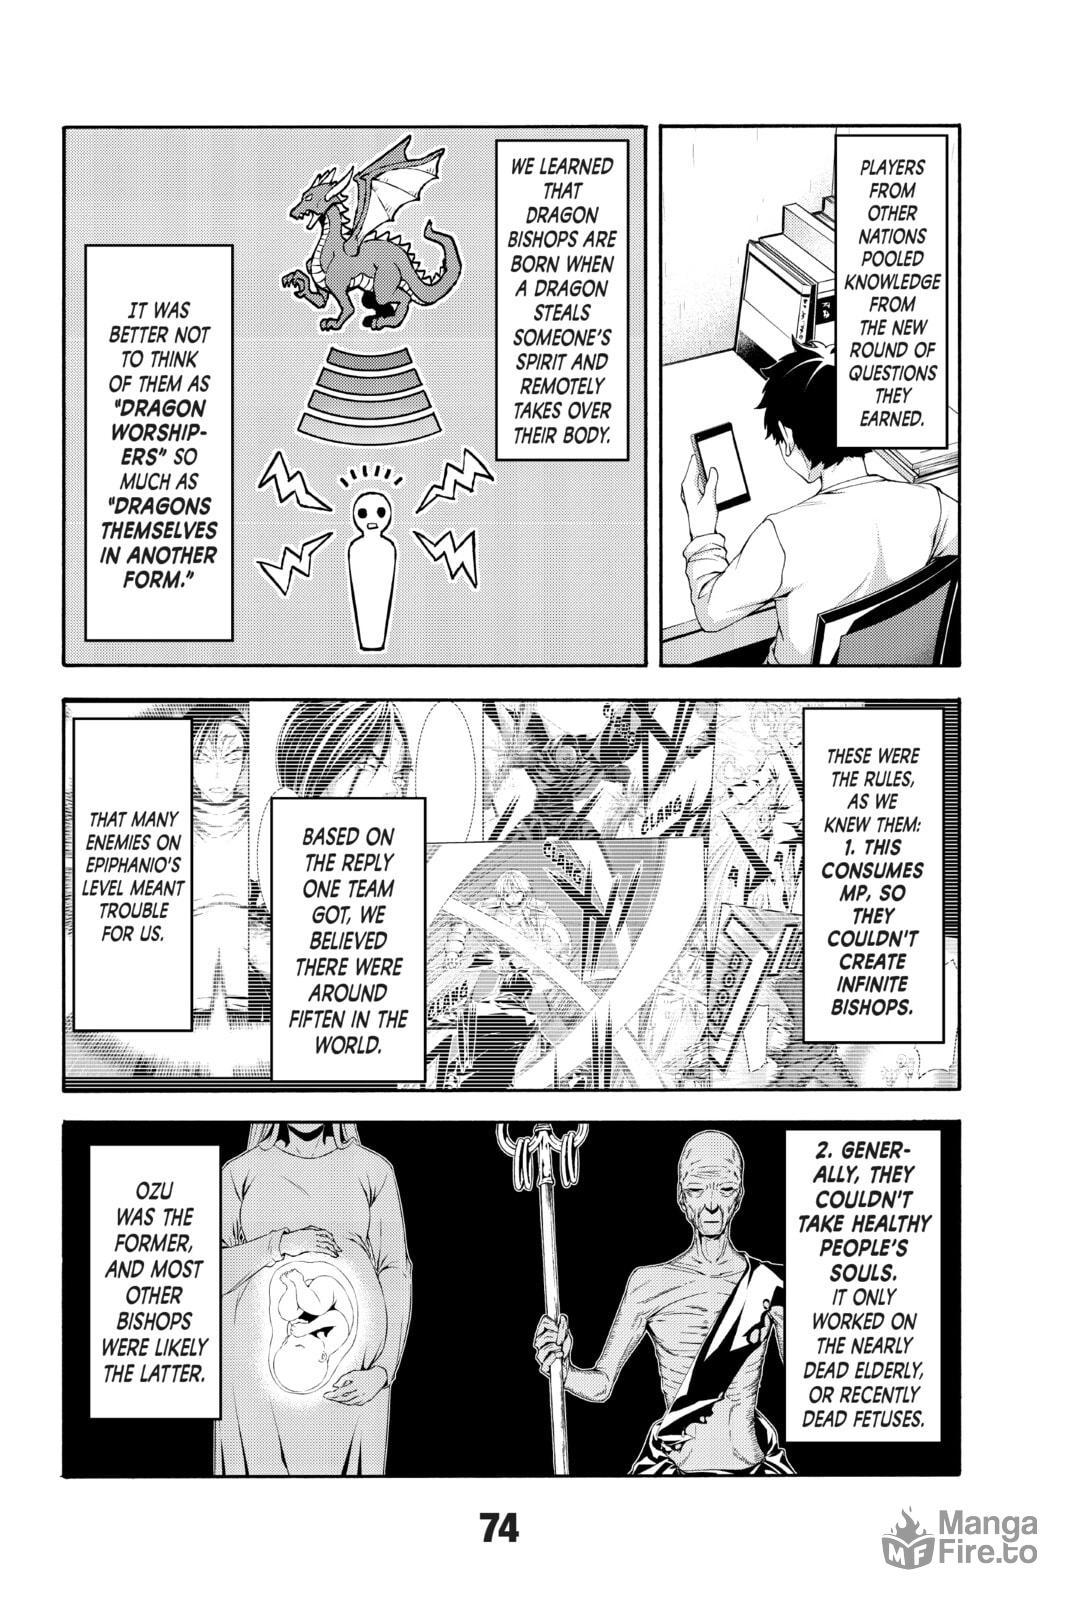 PLAYERS
FROM
OTHER
NATIONS
POOLED
KNOWLEDGE
FROM
THE NEW
ROUND OF
QUESTIONS
THEY
EARNED.
WE LEARNED
THAT
DRAGON
BISHOPS ARE
BORN WHEN
A DRAGON
STEALS
SOMEONE'S
SPIRIT AND
REMOTELY
TAKES OVER
THEIR BODY.
IT WAS
BETTER NOT
TO THINK
OF THEM AS
"DRAGON
WORSHIP-
ERS" SO
MUCH AS
"DRAGONS
THEMSELVES
IN ANOTHER
FORM."
THESE WERE
THE RULES,
AS WE
KNEW THEM:
1. THIS
CONSUMES
MP, SO
THEY
COULDN'T
CREATE
INFINITE
BISHOPS.
CLANG
CLANG
BASED ON
THE REPLY
ONE TEAM
GOT, WE
BELIEVED
THERE WERE
AROUND
FIFTEN IN THE
WORLD.
THAT MANY
ENEMIES ON
EPIPHANIO'S
LEVEL MEANT
TROUBLE
FOR US.
2. GENER-
ALLY, THEY
COULDN'T
TAKE HEALTHY
PEOPLE'S
SOULS.
IT ONLY
WORKED ON
THE NEARLY
DEAD ELDERLY,
OR RECENTLY
DEAD FETUSES.
OZU
WAS THE
FORMER,
AND MOST
OTHER
BISHOPS
WERE LIKELY
THE LATTER.
74
MF
Manga
Fire.to